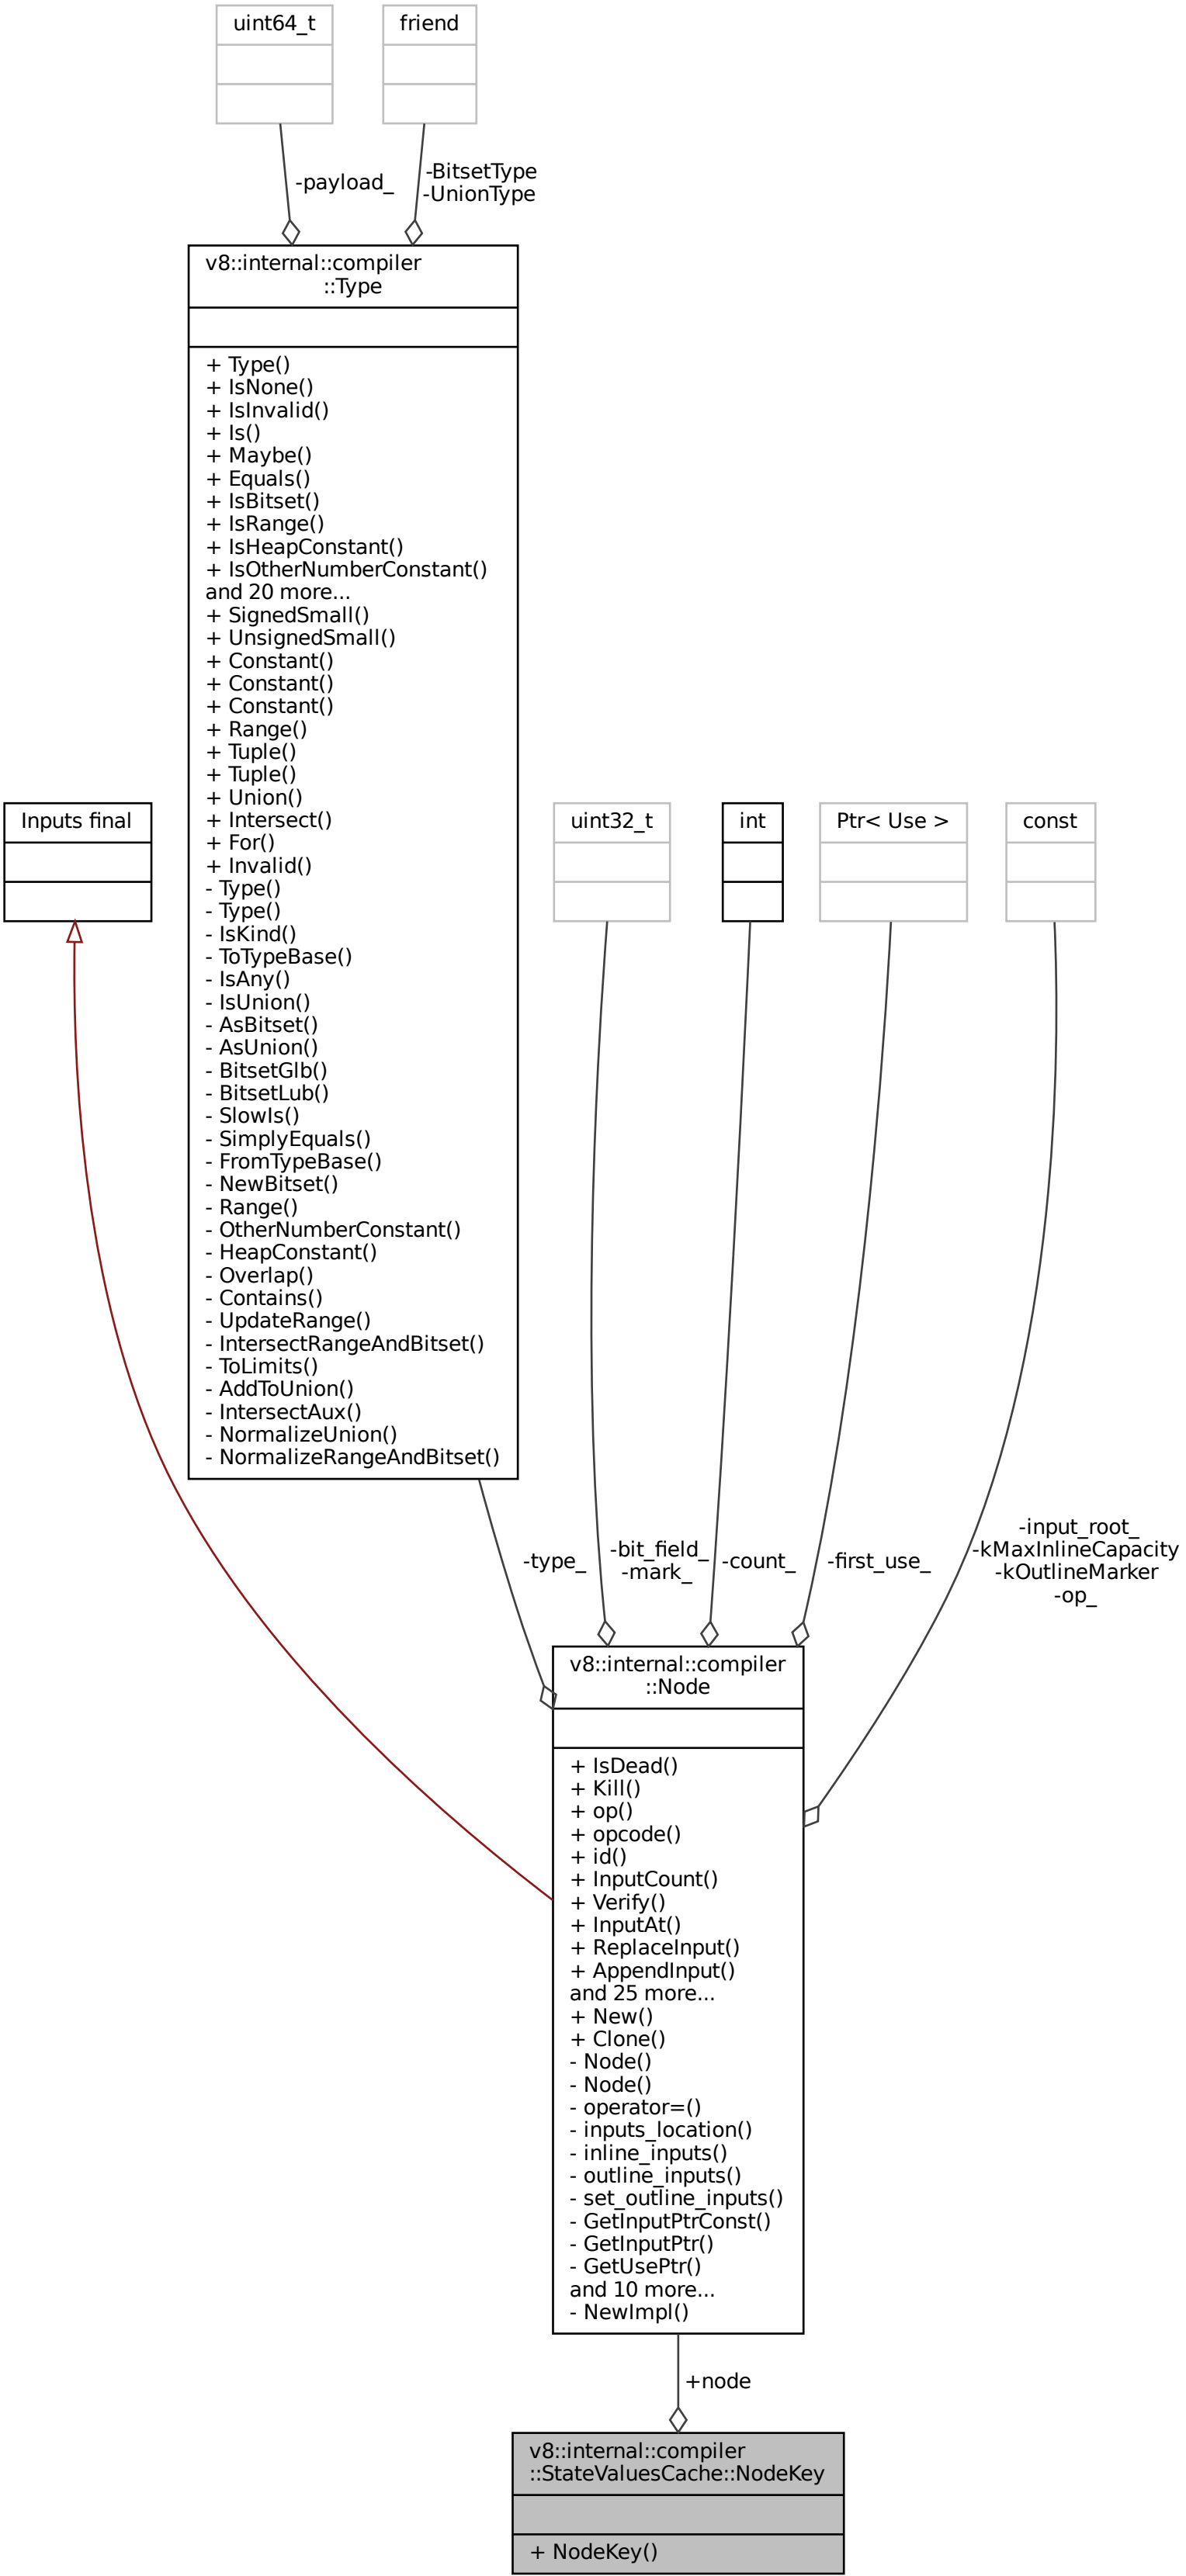 uint64_t
friend
-payload_
-BitsetType
-UnionType
v8::internal::compiler
::Type
+ Type()
+ IsNone()
+ IsInvalid()
+ Is()
+ Maybe()
+ Equals()
+ IsBitset()
+ IsRange()
+ IsHeapConstant()
+ IsOtherNumberConstant()
and 20 more...
+ SignedSmall()
+ UnsignedSmall()
+ Constant()
+ Constant()
+ Constant()
+ Range()
+ Tuple()
+ Tuple()
+ Union()
+ Intersect()
+ For()
+ Invalid()
- Type()
- Type()
- IsKind()
- ToTypeBase()
- IsAny()
- IsUnion()
- AsBitset()
- AsUnion()
- BitsetGlb()
- BitsetLub()
- SlowIs()
- SimplyEquals()
- FromTypeBase()
- NewBitset()
- Range()
- OtherNumberConstant()
- HeapConstant()
- Overlap()
- Contains()
- UpdateRange()
- IntersectRangeAndBitset()
- ToLimits()
- AddToUnion()
- IntersectAux()
- NormalizeUnion()
- NormalizeRangeAndBitset()
Inputs final
uint32_t
int
Ptr< Use >
const
-type_
-bit_field_
-mark_
-count_
-first_use_
-input_root_
-kMaxInlineCapacity
-kOutlineMarker
-op_
v8::internal::compiler
::Node
+ IsDead()
+ Kill()
+ op()
+ opcode()
+ id()
+ InputCount()
+ Verify()
+ InputAt()
+ ReplaceInput()
+ AppendInput()
and 25 more...
+ New()
+ Clone()
- Node()
- Node()
- operator=()
- inputs_location()
- inline_inputs()
- outline_inputs()
- set_outline_inputs()
- GetInputPtrConst()
- GetInputPtr()
- GetUsePtr()
and 10 more...
- NewImpl()
+node
v8::internal::compiler
::StateValuesCache::NodeKey
+ NodeKey()